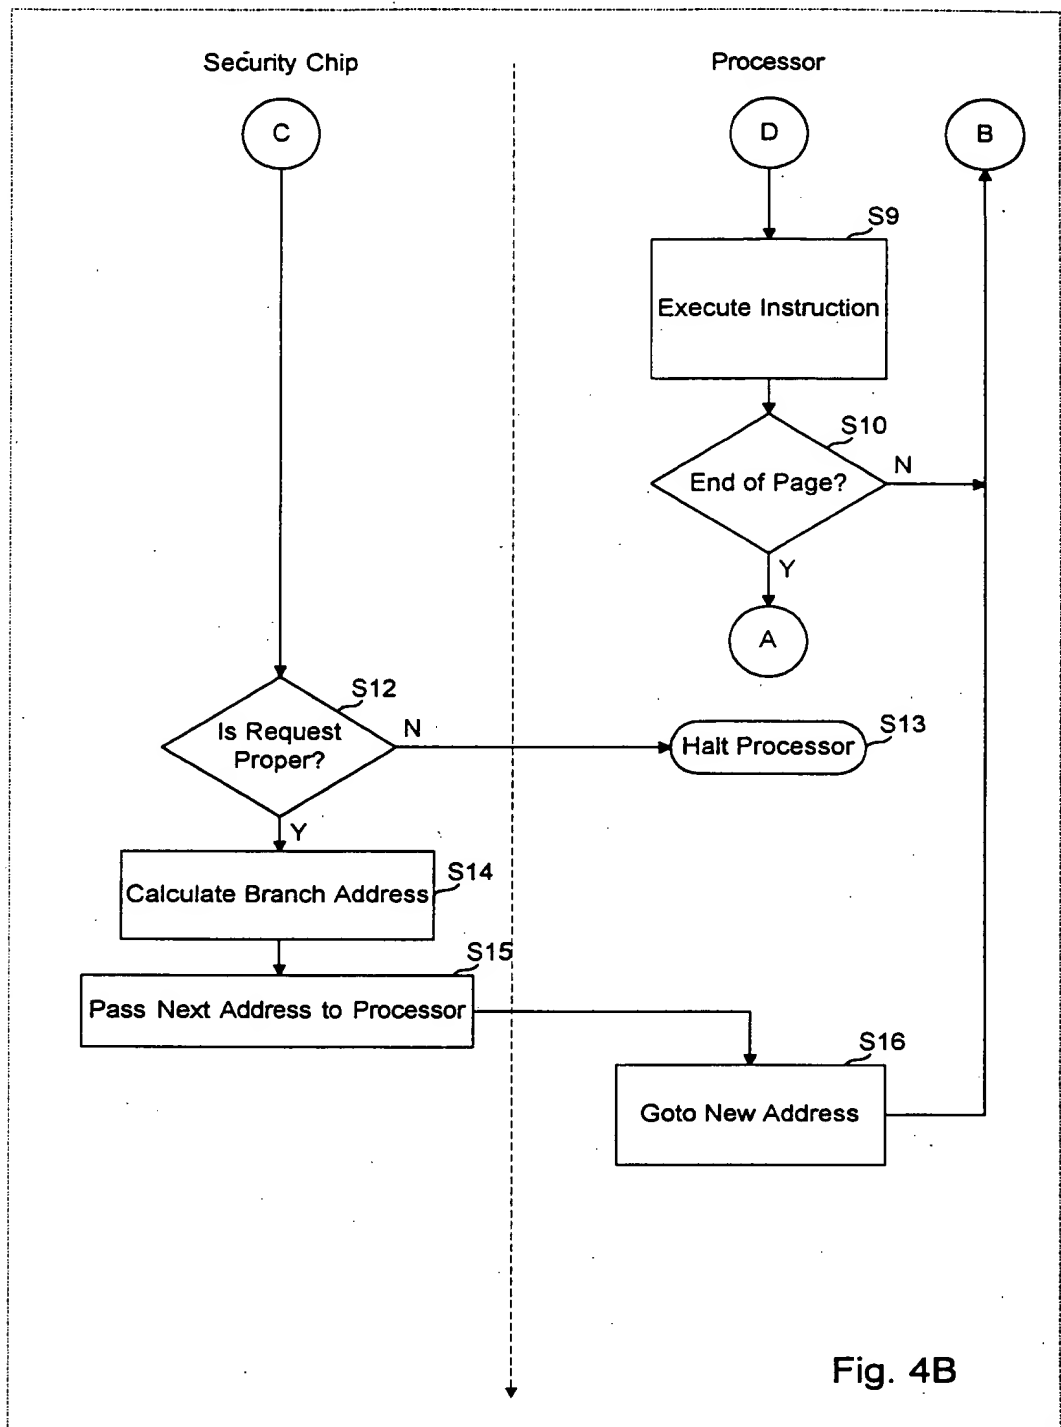 Security Chip
Processor
C
D
B
S9
Execute Instruction
S10
End of Page?
N
Y
A
S12
Is Request
Proper?
N
Halt Processor
S13
Y
Calculate Branch Address
S14
S15
Pass Next Address to Processor
S16
Goto New Address
Fig. 4B